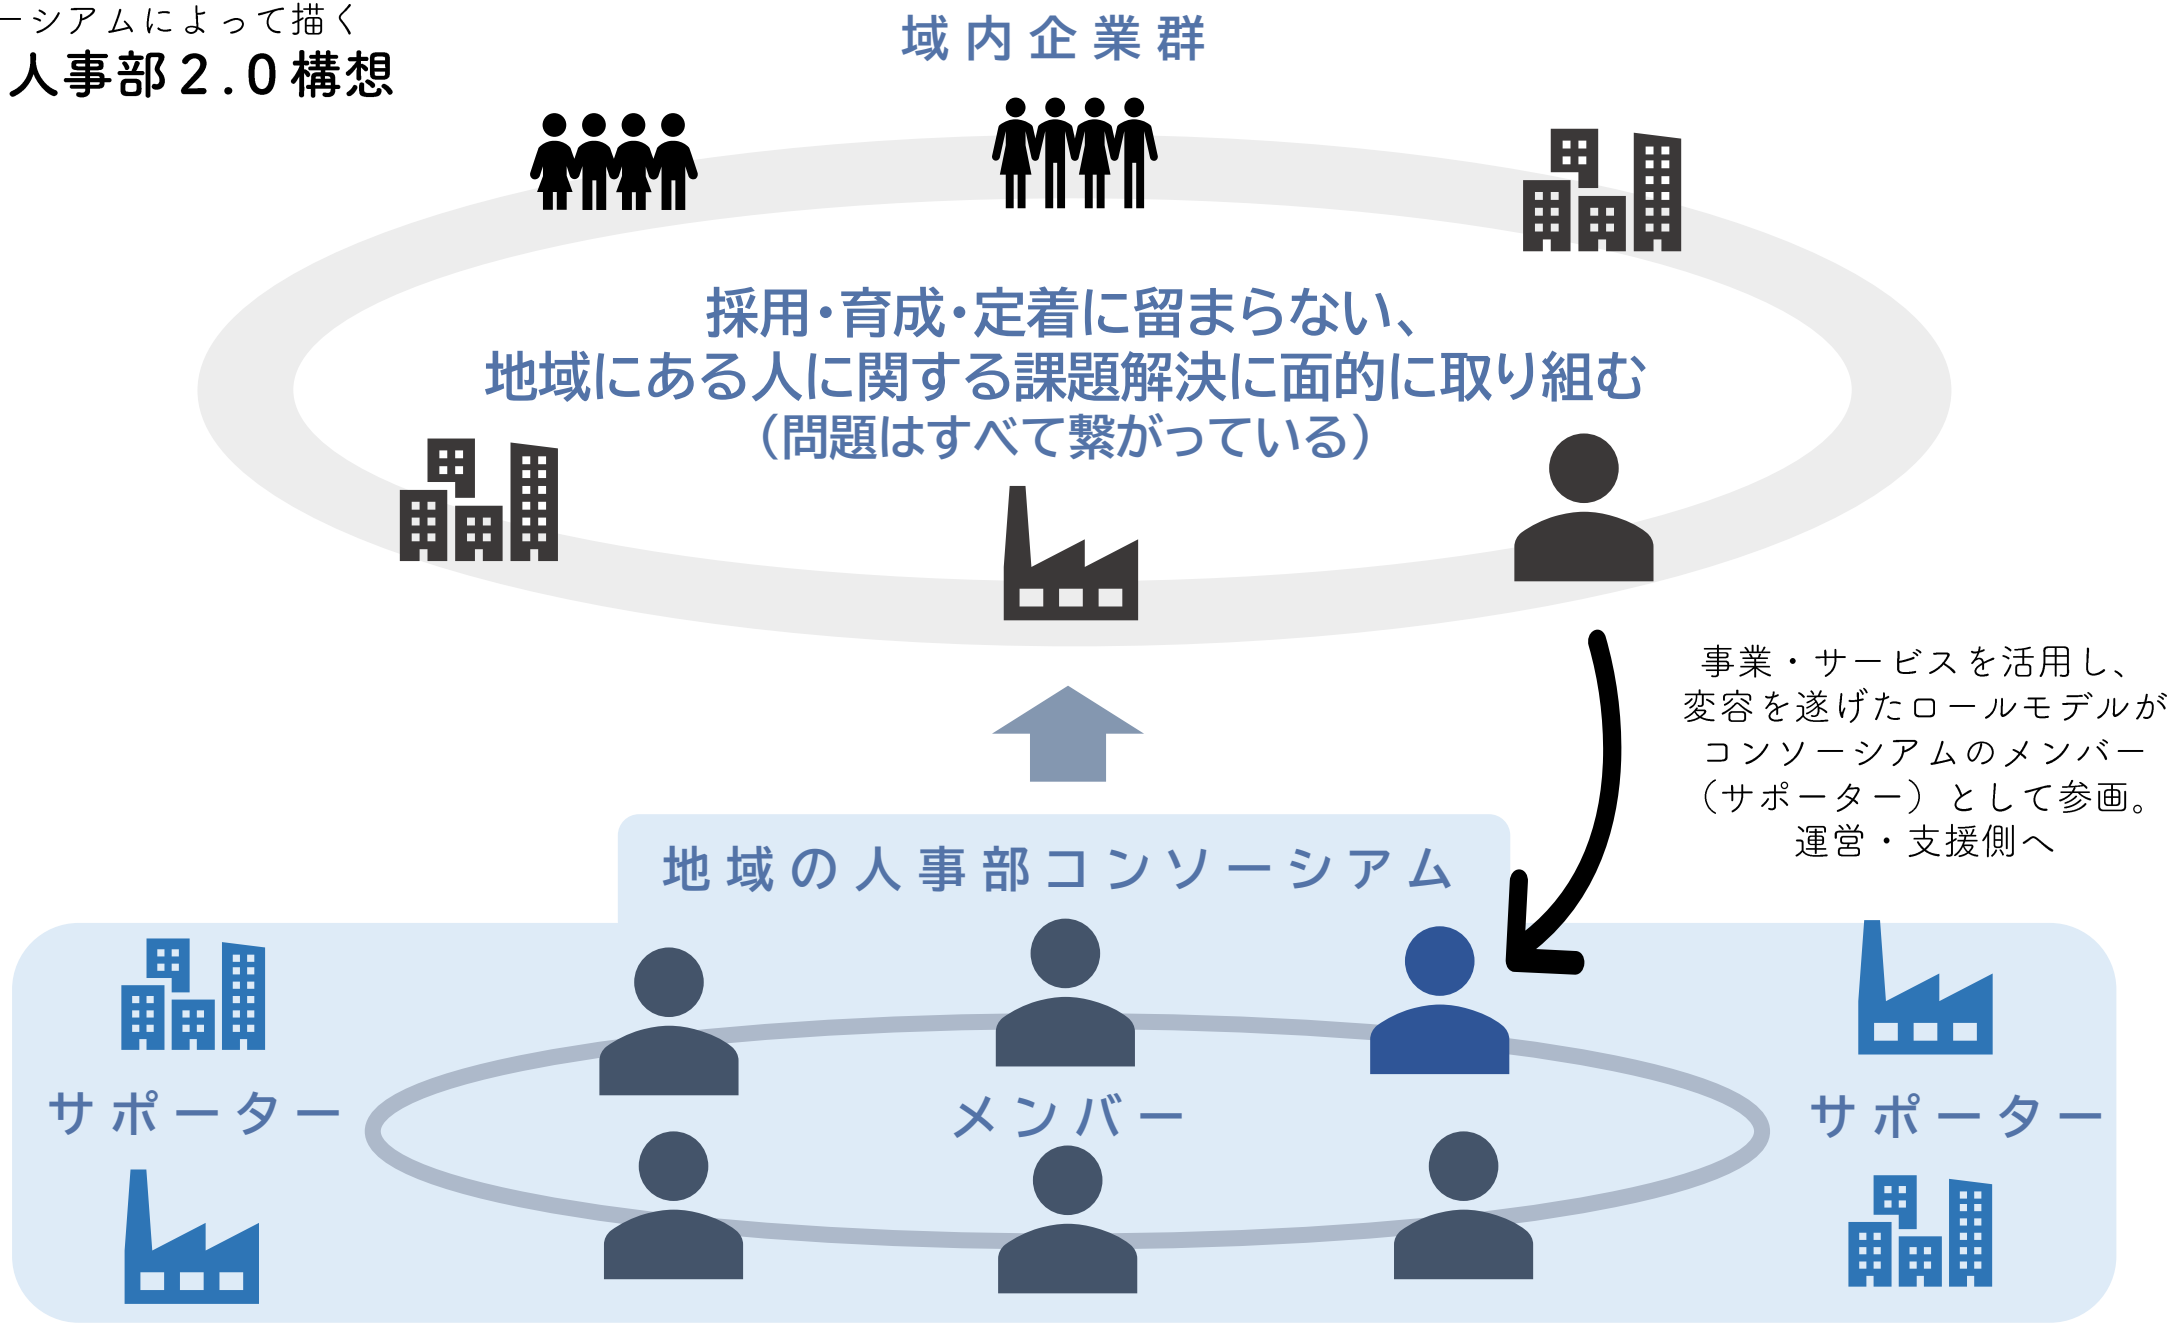 ーシアムによって描く
人事部2.0構想
域内企業群
採用・育成・定着に留まらない、
地域にある人に関する課題解決に面的に取り組む
（問題はすべて繋がっている）
事業・サービスを活用し、
変容を遂げたロールモデルが
コンソーシアムのメンバー
（サポーター）として参画。
運営・支援側へ
地域の人事部コンソーシアム
サポーター
メンバー
サポーター